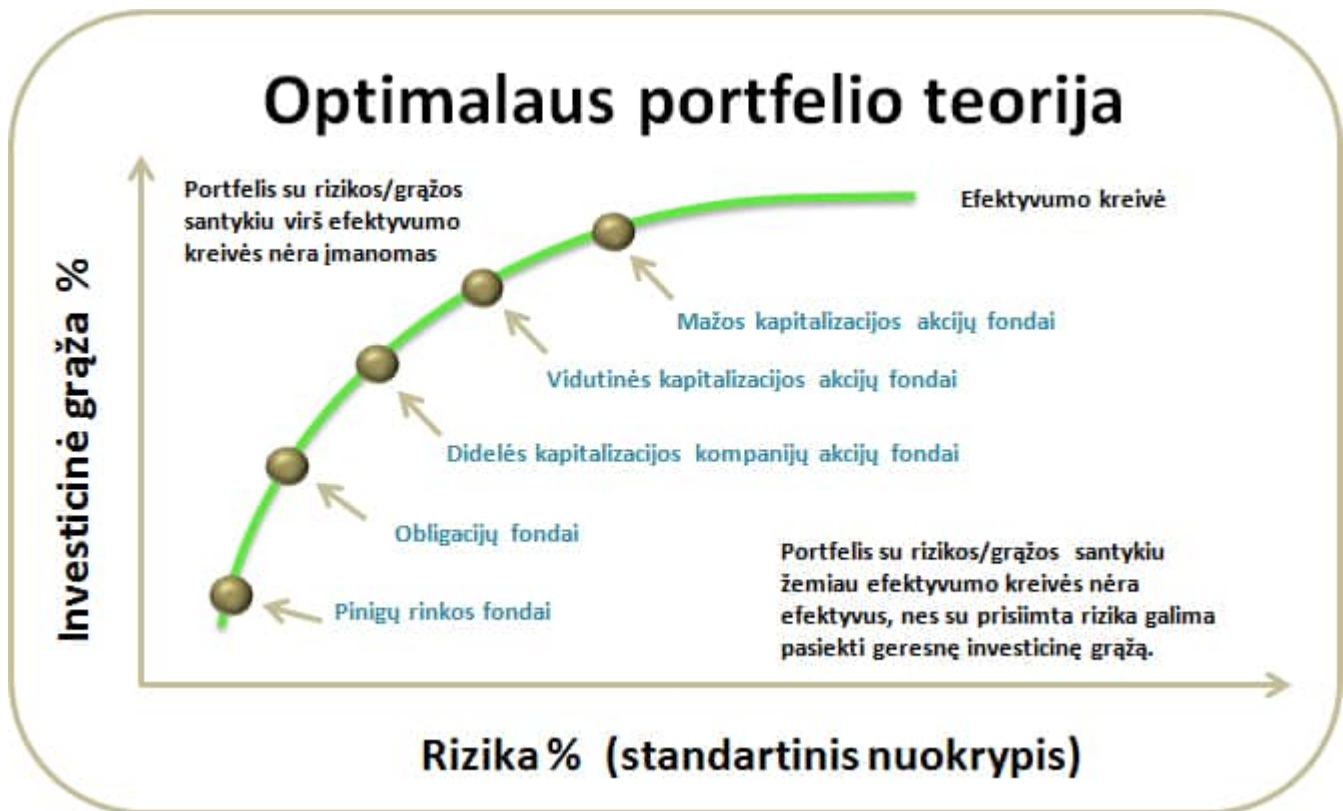 Optimalaus portfelio teorija
Portfelis su rizikos/grąžos
santykiu virš efektyvumo
kreivės nėra įmanomas
Efektyvumo kreivė
Mažos kapitalizacijos akcijų fondai
Vidutinės kapitalizacijos akcijų fondai
Didelės kapitalizacijos kompanijų akcijų fondai
Obligacijų fondai
Pinigų rinkos fondai
Portfelis su rizikos/grąžos santykiu
žemiau efektyvumo kreivės nėra
efektyvus, nes su prisiimta rizika galima
pasiekti geresnę investicinę grąžą.
Investicinė grąža %
Rizika % (standartinis nuokrypis)